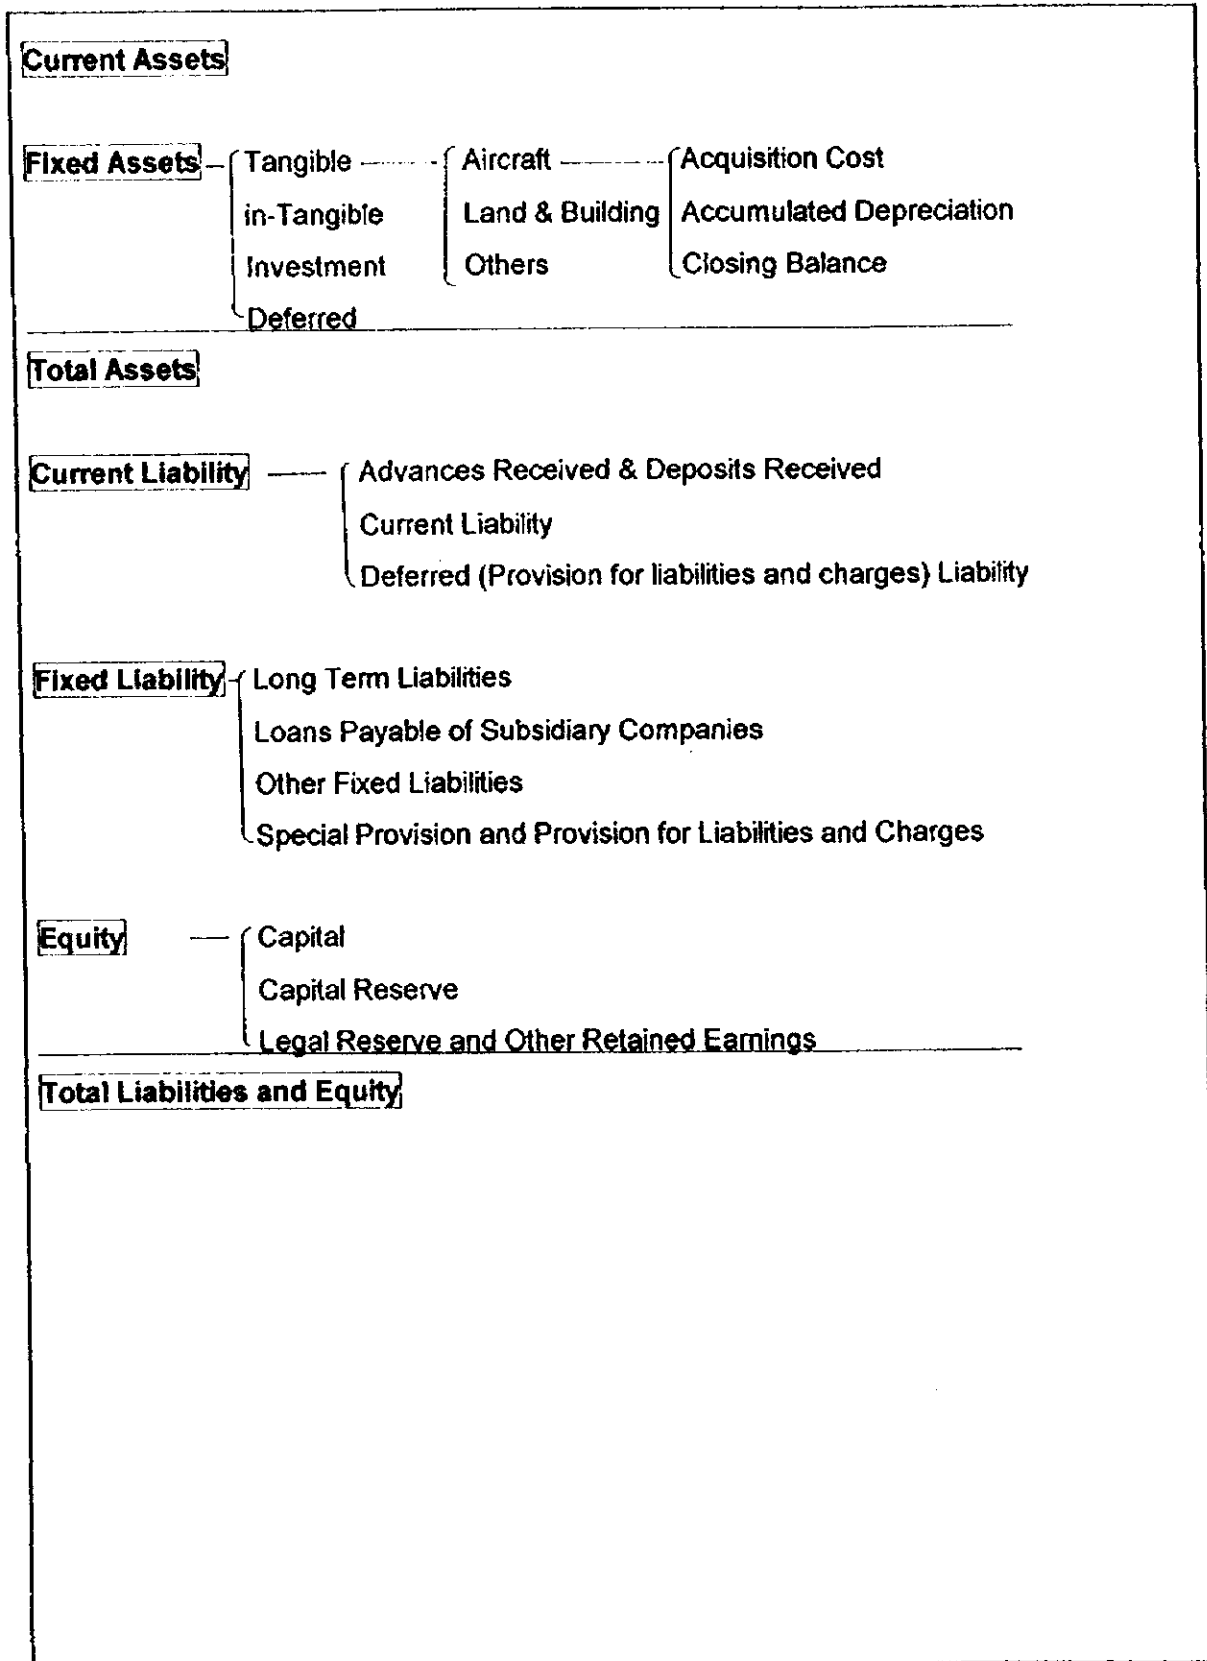 Current Assets
Fixed Assets Tangible Aircraft Acquisition Cost
in-Tangible Land & Building Accumulated Depreciation
Investment Others Closing Balance
Deferred
Total Assets
Current Liability Advances Received & Deposits Received
Current Liability
Deferred (Provision for liabilities and charges) Liability
Fixed Liability Long Term Liabilities
Loans Payable of Subsidiary Companies
Other Fixed Liabilities
Special Provision and Provision for Liabilities and Charges
Equity Capital
Capital Reserve
Legal Reserve and Other Retained Earnings
Total Liabilities and Equity